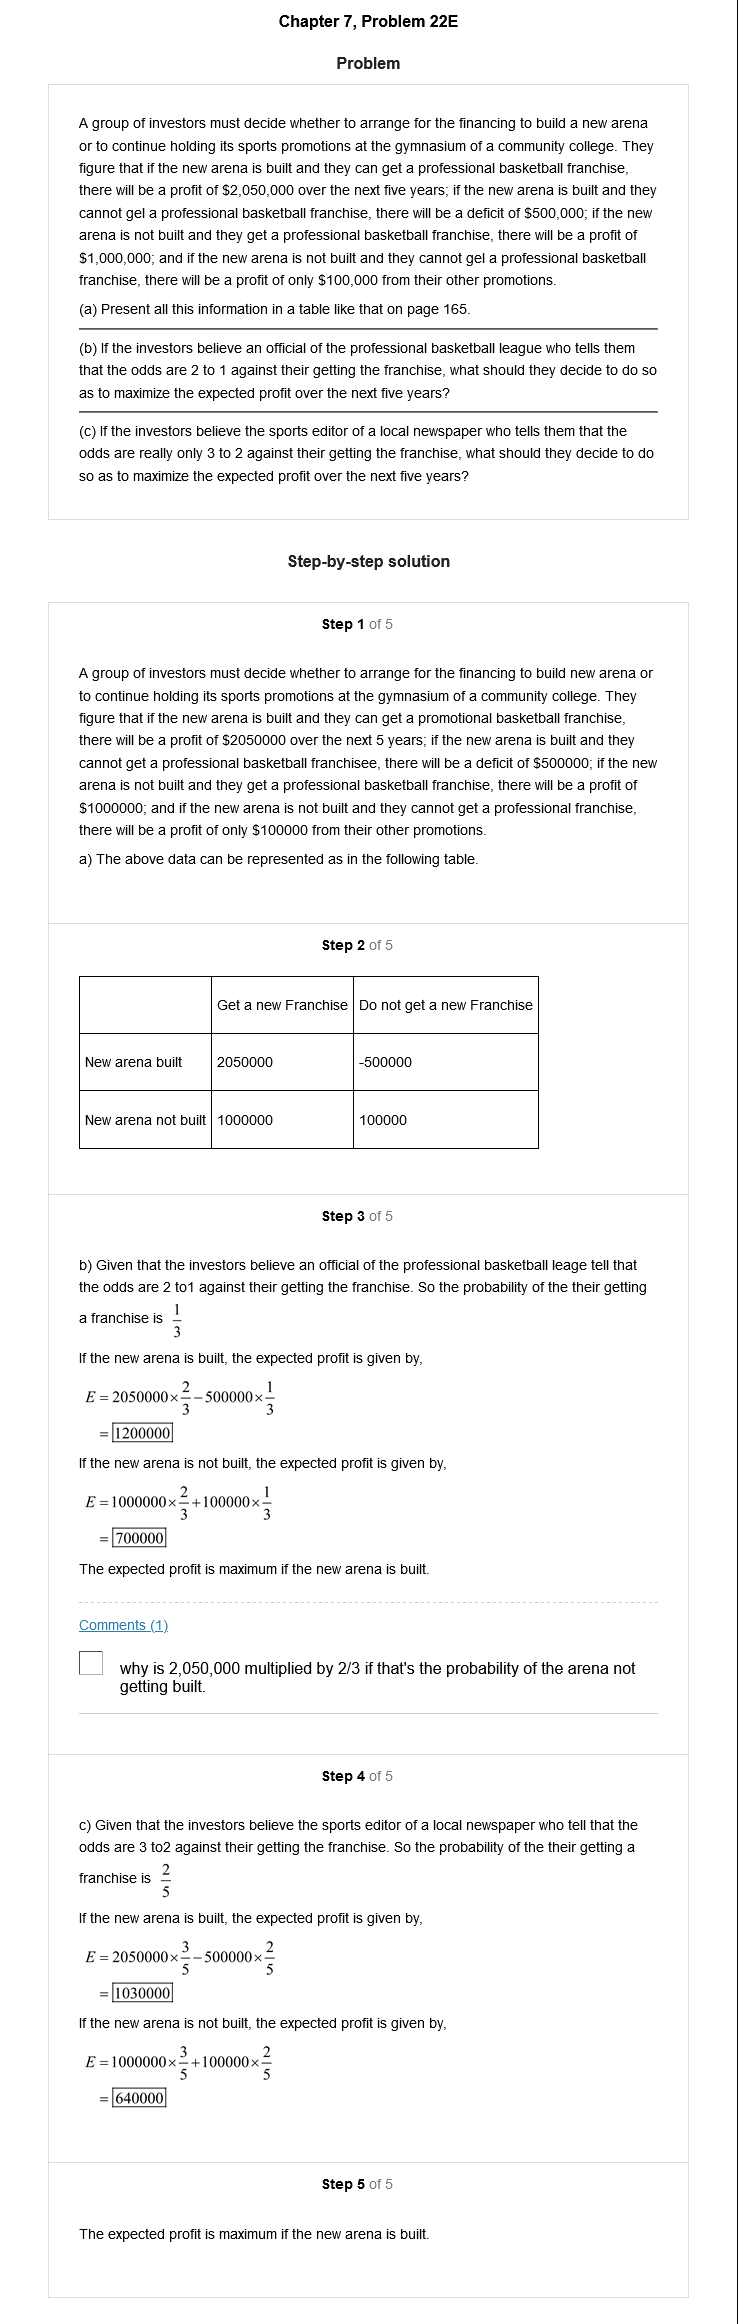 Chapter 7, Problem 22E
Problem
A group of investors must decide whether to arrange for the financing to build a new arena
or to continue holding its sports promotions at the gymnasium of a community college. They
figure that if the new arena is built and they can get a professional basketball franchise,
there will be a profit of $2,050,000 over the next five years; if the new arena is built and they
cannot gel a professional basketball franchise, there will be a deficit of $500,000; if the new
arena is not built and they get a professional basketball franchise, there will be a profit of
$1,000,000; and if the new arena is not built and they cannot gel a professional basketball
franchise, there will be a profit of only $100,000 from their other promotions.
(a) Present all this information in a table like that on page 165.
(b) If the investors believe an official of the professional basketball league who tells them
that the odds are 2 to 1 against their getting the franchise, what should they decide to do so
as to maximize the expected profit over the next five years?
(c) If the investors believe the sports editor of a local newspaper who tells them that the
odds are really only 3 to 2 against their getting the franchise, what should they decide to do
so as to maximize the expected profit over the next five years?
Step-by-step solution
Step 1 of 5
A group of investors must decide whether to arrange for the financing to build new arena or
to continue holding its sports promotions at the gymnasium of a community college. They
figure that if the new arena is built and they can get a promotional basketball franchise,
there will be a profit of $2050000 over the next 5 years; if the new arena is built and they
cannot get a professional basketball franchisee, there will be a deficit of $500000; if the new
arena is not built and they get a professional basketball franchise, there will be a profit of
$1000000; and if the new arena is not built and they cannot get a professional franchise,
there will be a profit of only $100000 from their other promotions.
a) The above data can be represented as in the following table.
Step 2 of 5
Get a new Franchise Do not get a new Franchise
New arena built 2050000 -500000
New arena not built 1000000 100000
Step 3 of 5
b) Given that the investors believe an official of the professional basketball leage tell that
the odds are 2 to1 against their getting the franchise. So the probability of the their getting
a franchise is 1/3
If the new arena is built, the expected profit is given by,
E = 2050000×2/3−500000×1/3
= 1200000
If the new arena is not built, the expected profit is given by,
E = 1000000×2/3+100000×1/3
= 700000
The expected profit is maximum if the new arena is built.
Comments (1)
why is 2,050,000 multiplied by 2/3 if that's the probability of the arena not
getting built.
Step 4 of 5
c) Given that the investors believe the sports editor of a local newspaper who tell that the
odds are 3 to2 against their getting the franchise. So the probability of the their getting a
franchise is 2/5
If the new arena is built, the expected profit is given by,
E = 2050000×3/5−500000×2/5
= 1030000
If the new arena is not built, the expected profit is given by,
E = 1000000×3/5+100000×2/5
= 640000
Step 5 of 5
The expected profit is maximum if the new arena is built.